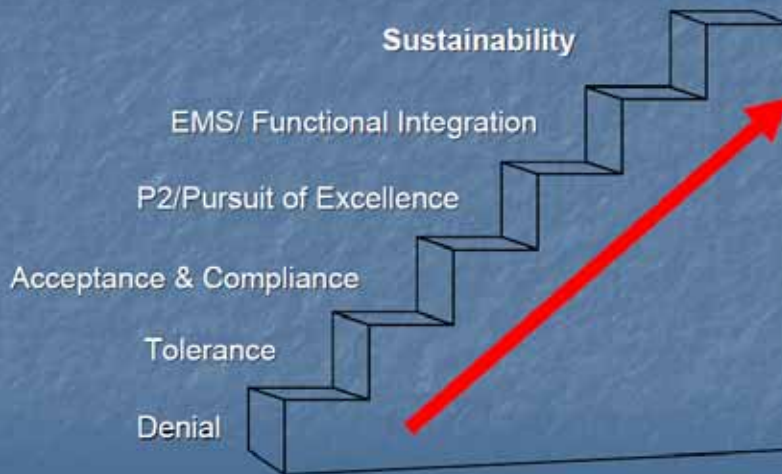 Sustainability
EMS/ Functional Integration
P2/Pursuit of Excellence
Acceptance & Compliance
Tolerance
Denial